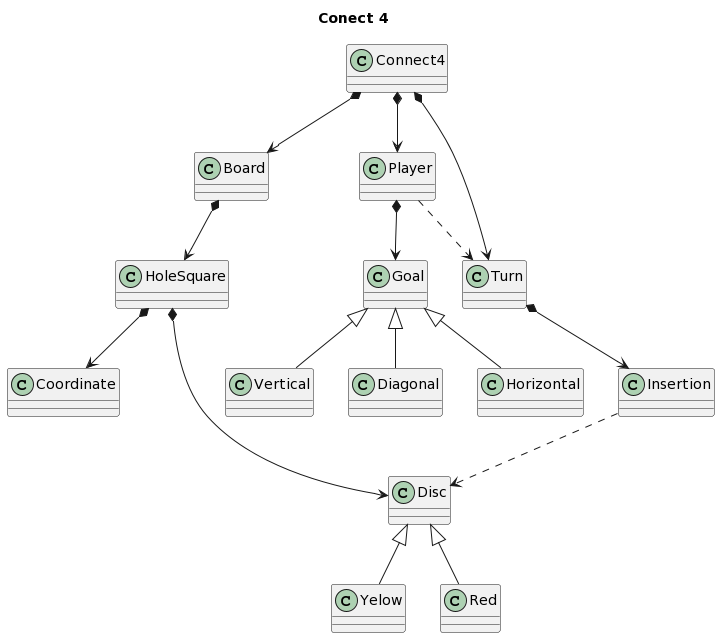 Conect 4
C Connect4
C Board
C Player
C HoleSquare
C Goal
C Turn
C Coordinate
C Vertical
C Diagonal
C Horizontal
C Insertion
C Disc
C Yelow
C Red